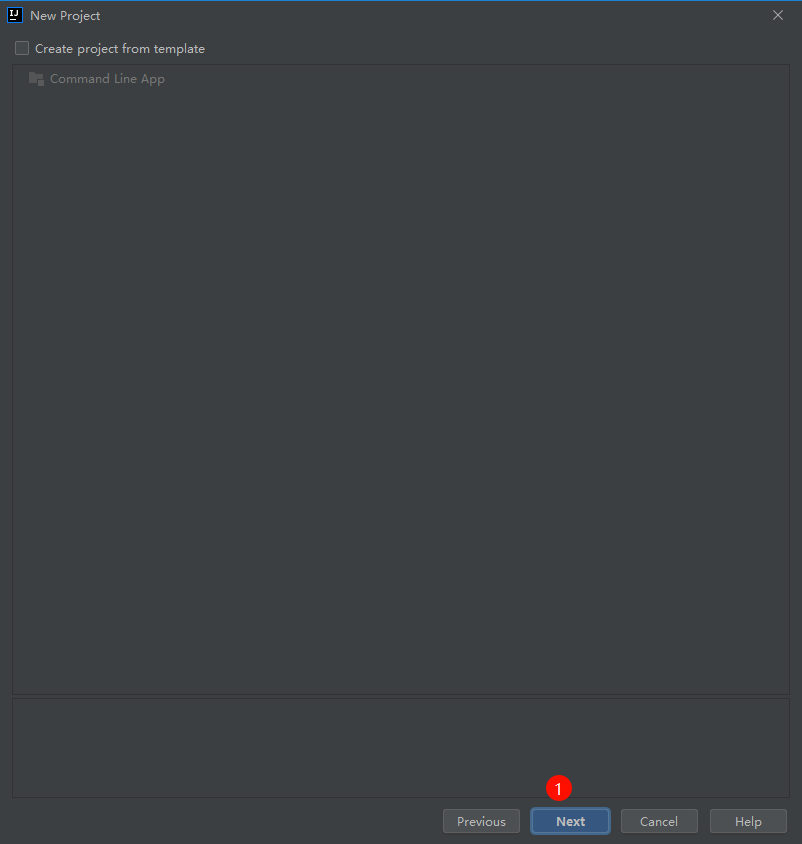 IJ New Project
Create project from template
Command Line App
1
Previous Next Cancel Help